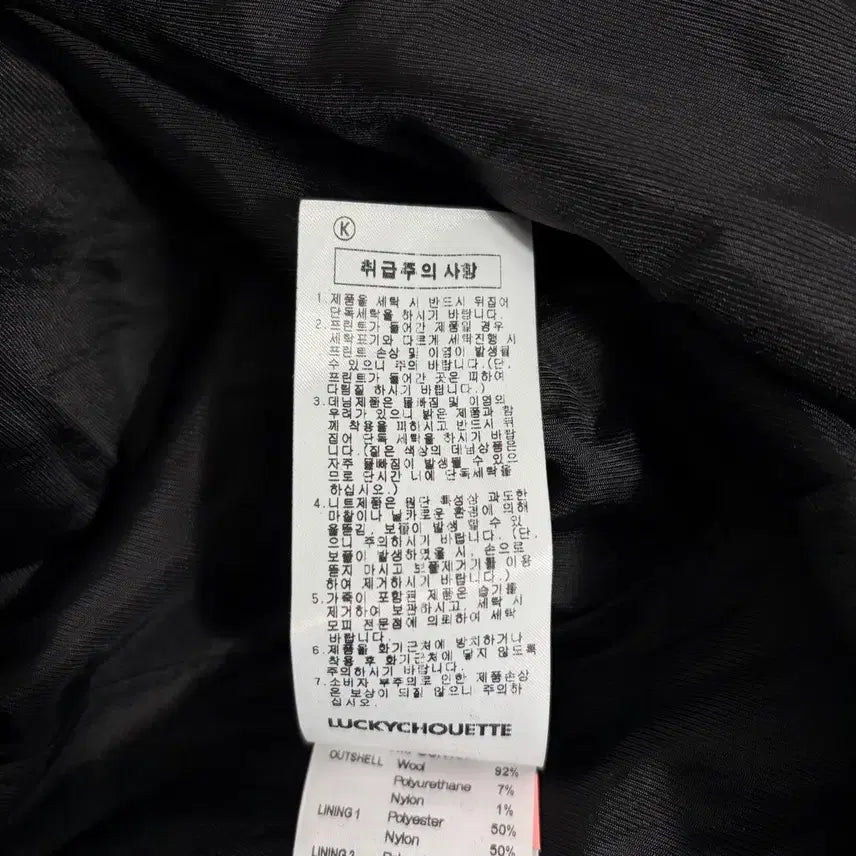 K
취급주의 사항
1. 제품을 세탁 시 반드시 뒤집어
단독세탁을 하시기 바랍니다.
2. 프린트가 들어간 제품일 경우
세탁표기와 다르게 세탁진행 시
프린트 손상 및 이염이 발생될
수 있으니 주의 바랍니다.(단,
프린트가 들어간 곳은 피하여
다림질 하시기 바랍니다.)
3. 데님제품은 물빠짐 및 이염의
우려가 있으니 밝은 제품과 함
께 착용을 피하시고 반드시 뒤
집어 단독 세탁을 하시기 바랍
니다.(짙은 색상의 데님상품은
자주 물빠짐이 발생될 수 있으
므로 단시간 너에 단독세탁을
하십시오.)
4. 니트제품은 원단 특성상 과도한
마찰이나 날카로운 환경에 의해
올뜯김, 보풀이 발생 할 수 있
으니 주의하시기 바랍니다. (단,
보풀이 발생하였을 시, 손으로
뜯지 마시고 보풀제거기를 이용
하여 제거하시기 바랍니다.)
5. 가죽이 포함된 제품은 습기를
제거하여 보관하시고, 세탁 시
모피 전문점에 의뢰하여 세탁
바랍니다.
6. 제품을 화기근처에 방치하거나
착용 후 화기근처에 닿지 않도록
주의하시기 바랍니다.
7. 소비자 부주의로 인한 제품손상
은 보상이 되질 않으니 주의하
십시오.
LUCKYCHOUETTE
OUTSHELL Wool 92%
Polyurethane 7%
Nylon 1%
LINING1 Polyester 50%
Nylon 50%
LINING2